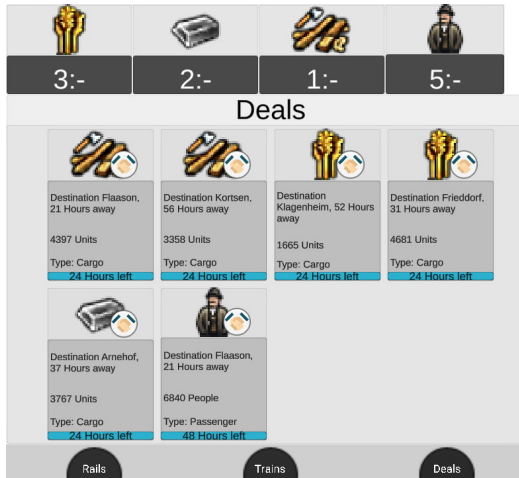 3:-
2:-
1:-
5:-
Deals
Destination Flaason,
21 Hours away
4397 Units
Type: Cargo
24 Hours left
Destination Kortsen,
56 Hours away
3358 Units
Type: Cargo
24 Hours left
Destination
Klagenheim, 52 Hours
away
1665 Units
Type: Cargo
24 Hours left
Destination Frieddorf,
31 Hours away
4681 Units
Type: Cargo
24 Hours left
Destination Arnehof,
37 Hours away
3767 Units
Type: Cargo
24 Hours left
Destination Flaason,
21 Hours away
6840 People
Type: Passenger
48 Hours left
Rails
Trains
Deals